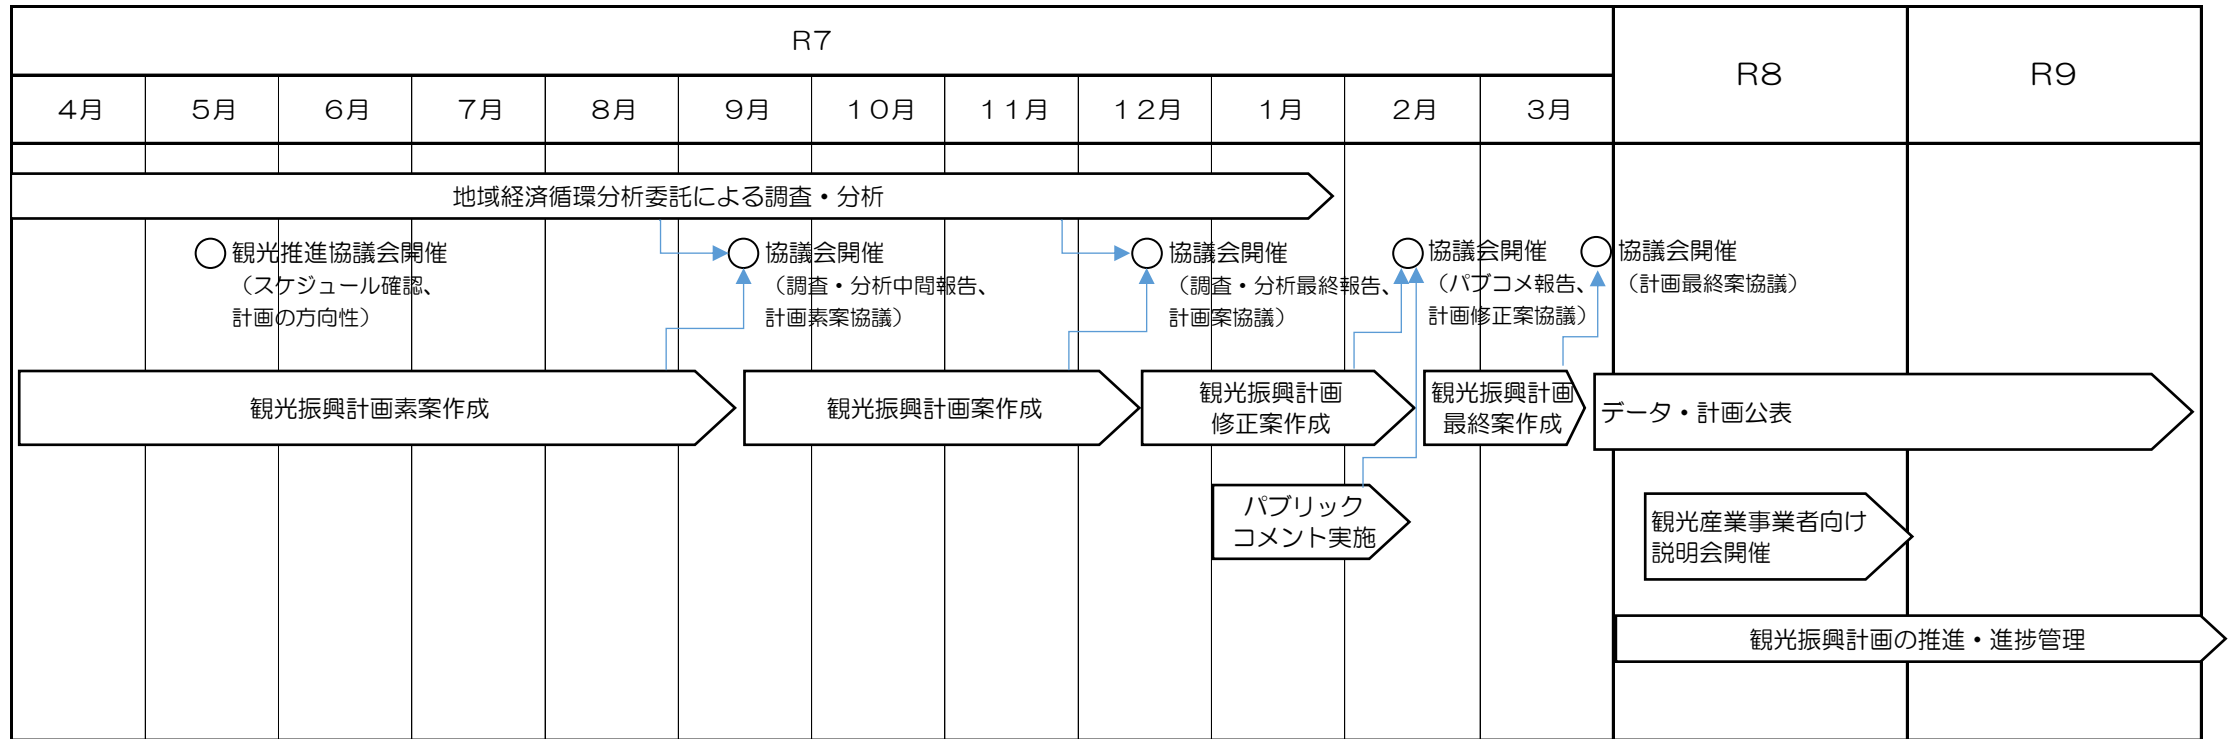 R7
R8
R9
4月
5月
6月
7月
8月
9月
10月
11月
12月
1月
2月
3月
地域経済循環分析委託による調査・分析
観光推進協議会開催
（スケジュール確認、
計画の方向性）
協議会開催
（調査・分析中間報告、
計画素案協議）
協議会開催
（調査・分析最終報告、
計画案協議）
協議会開催
（パブコメ報告、
計画修正案協議）
協議会開催
（計画最終案協議）
観光振興計画素案作成
観光振興計画案作成
観光振興計画
修正案作成
観光振興計画
最終案作成
データ・計画公表
パブリック
コメント実施
観光産業事業者向け
説明会開催
観光振興計画の推進・進捗管理